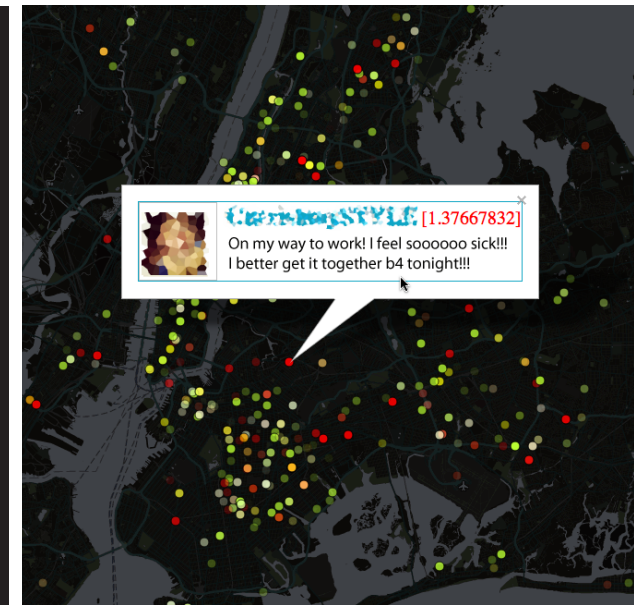 [1.37667832]
On my way to work! I feel soooooo sick!!!
I better get it together b4 tonight!!!